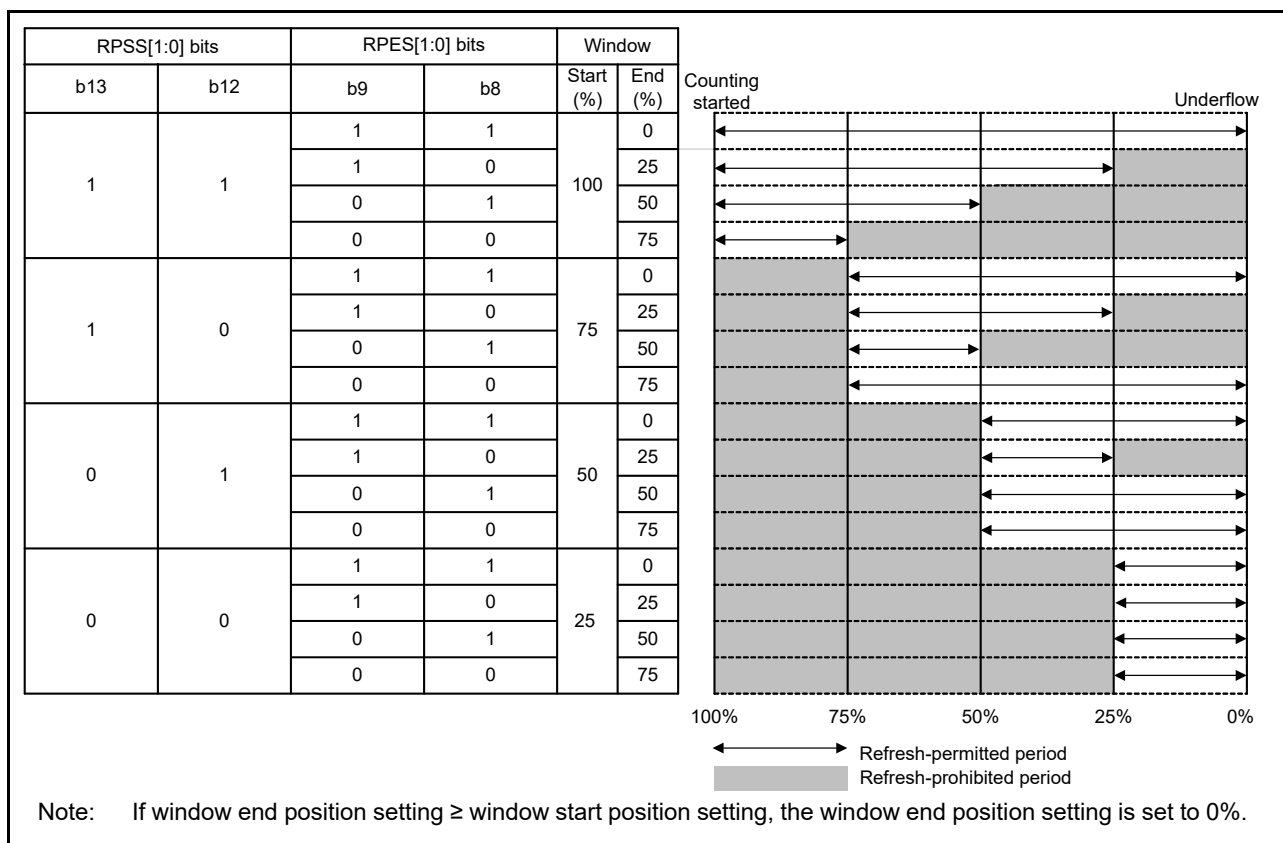 RPSS[1:0] bits RPES[1:0] bits Window
b13 b12 b9 b8 Start (%) End (%) Counting started Underflow
1 1 0
1 0 25
1 1 100
0 1 50
0 0 75
1 1 0
1 0 25
1 0 75
0 1 50
0 0 75
1 1 0
1 0 25
0 1 50
0 1 50
0 0 75
1 1 0
1 0 25
0 0 25
0 1 50
0 0 75
100% 75% 50% 25% 0%
Refresh-permitted period
Refresh-prohibited period
Note: If window end position setting ≥ window start position setting, the window end position setting is set to 0%.